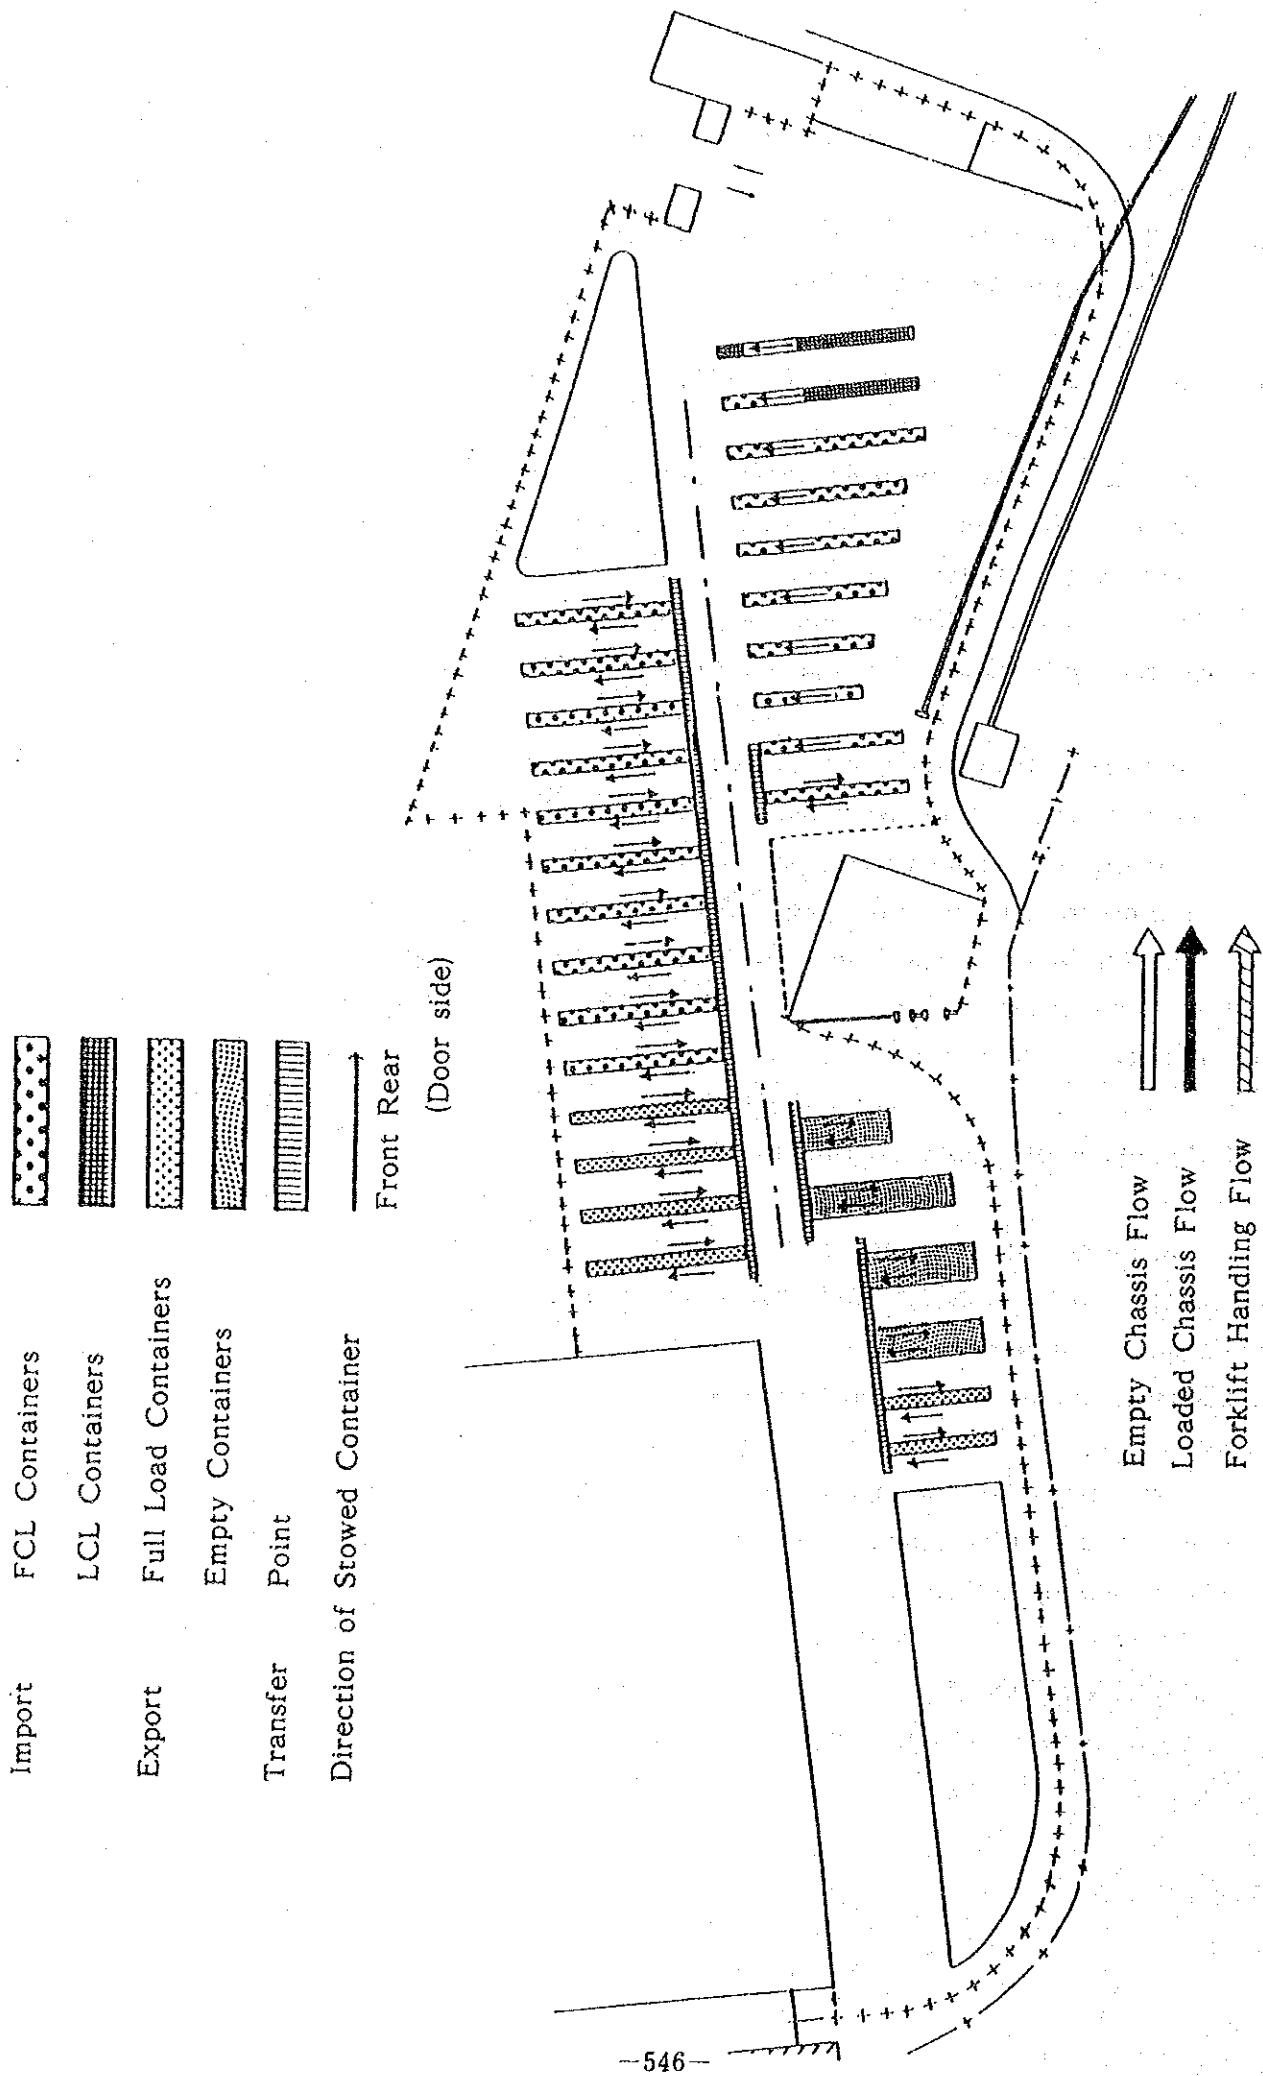 Import FCL Containers
LCL Containers
Export Full Load Containers
Empty Containers
Transfer Point
Direction of Stowed Container
Front Rear
(Door side)
Empty Chassis Flow
Loaded Chassis Flow
Forklift Handling Flow
—546—